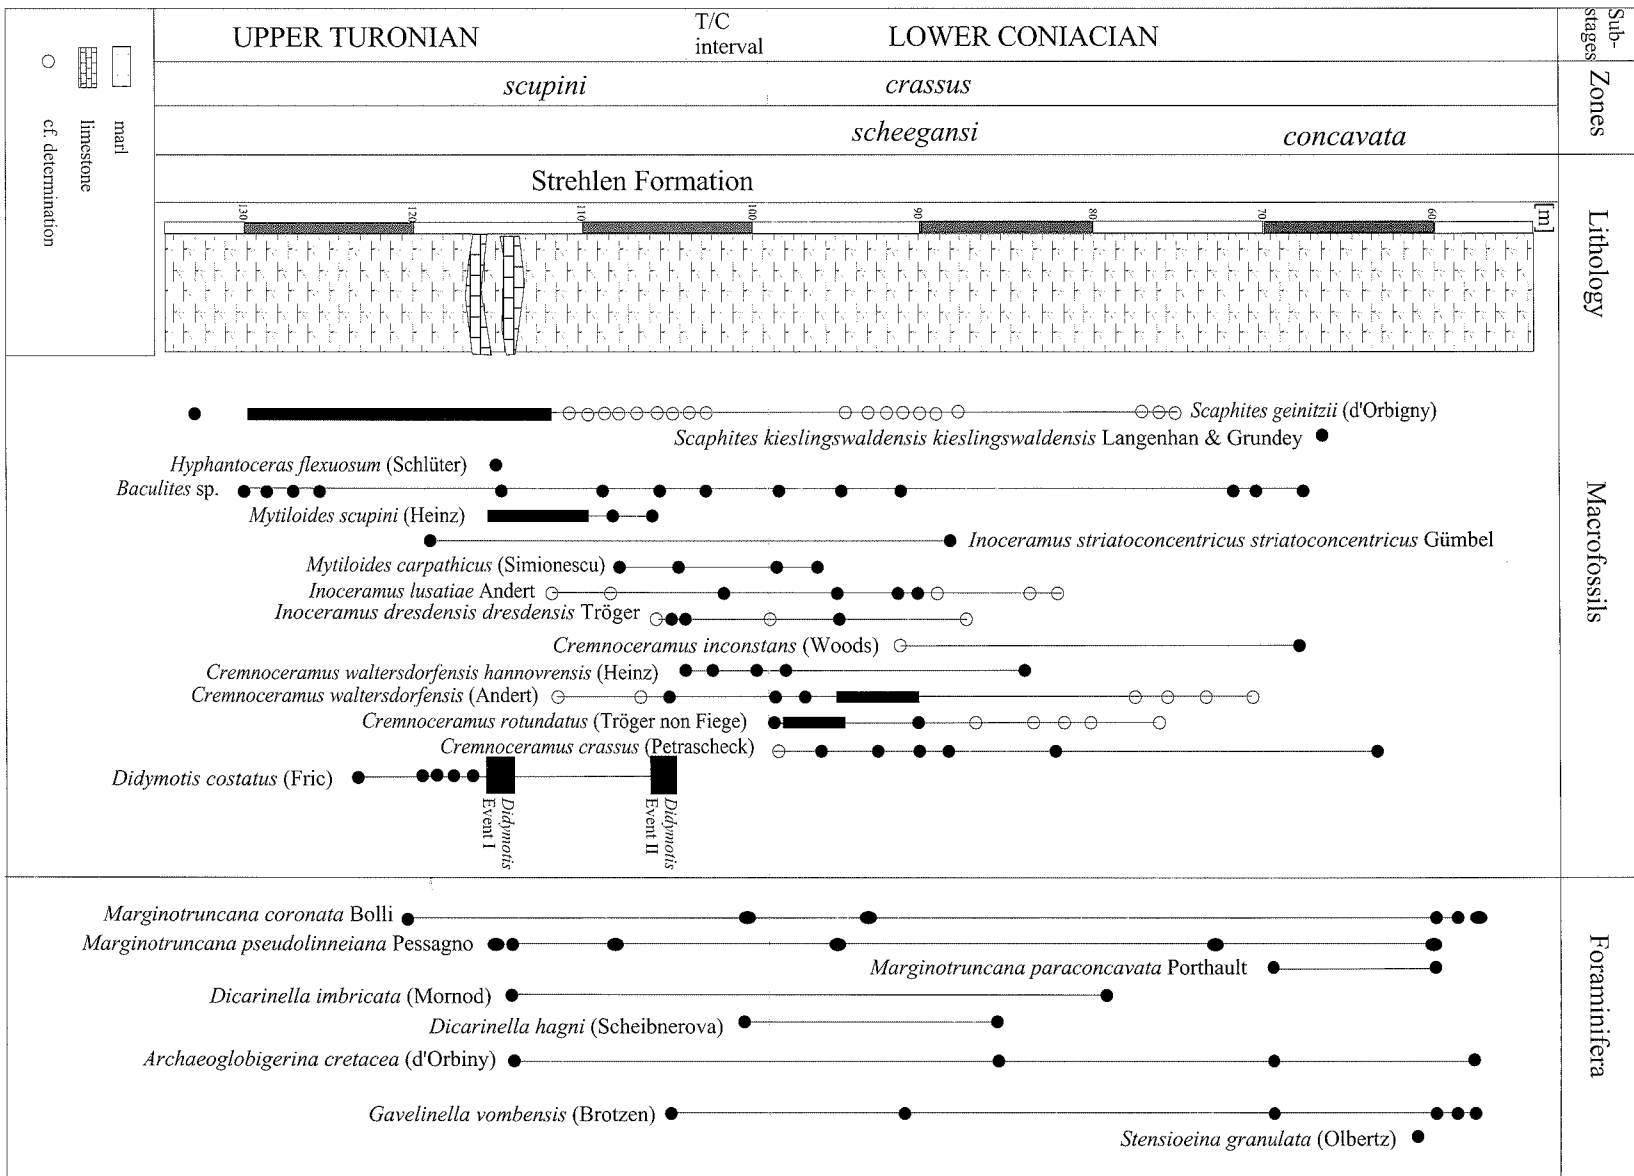 UPPER TURONIAN
T/C
interval
LOWER CONIACIAN
Sub-
stages
scupini
crassus
Zones
scheegansi
concavata
Strehlen Formation
130
120
110
100
90
80
70
60
[m]
Lithology
marl
limestone
cf. determination
Scaphites geinitzii (d'Orbigny)
Scaphites kieslingswaldensis kieslingswaldensis Langenhan & Grundey
Hyphantoceras flexuosum (Schlüter)
Baculites sp.
Mytiloides scupini (Heinz)
Inoceramus striatoconcentricus striatoconcentricus Gümbel
Mytiloides carpathicus (Simionescu)
Inoceramus lusatiae Andert
Inoceramus dresdensis dresdensis Tröger
Cremnoceramus inconstans (Woods)
Cremnoceramus waltersdorfensis hannovrensis (Heinz)
Cremnoceramus waltersdorfensis (Andert)
Cremnoceramus rotundatus (Tröger non Fiege)
Cremnoceramus crassus (Petrascheck)
Didymotis costatus (Fric)
Didymotis
Event I
Didymotis
Event II
Macrofossils
Marginotruncana coronata Bolli
Marginotruncana pseudolinneiana Pessagno
Marginotruncana paraconcavata Porthault
Dicarinella imbricata (Mornod)
Dicarinella hagni (Scheibnerova)
Archaeoglobigerina cretacea (d'Orbiny)
Gavelinella vombensis (Brotzen)
Stensioeina granulata (Olbertz)
Foraminifera